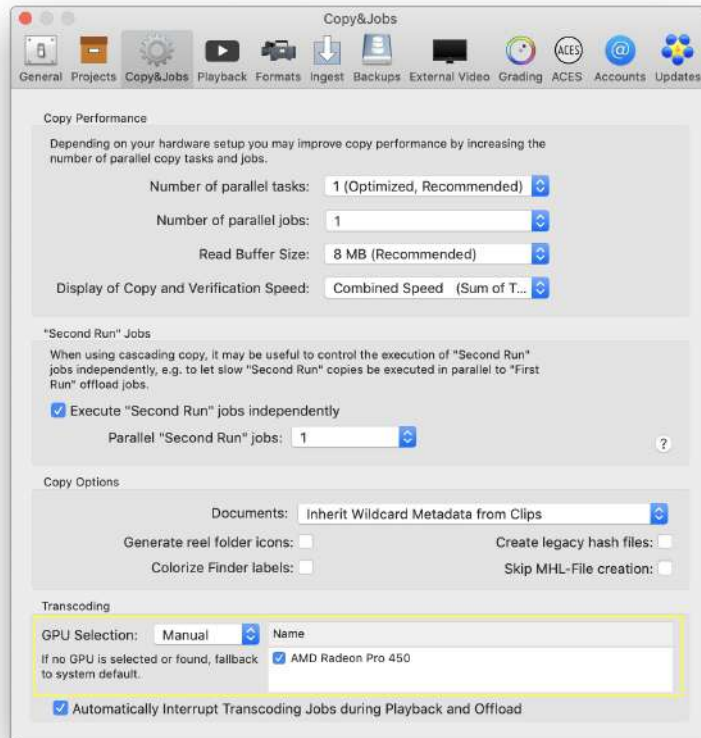 Copy&Jobs
General Projects Copy&Jobs Playback Formats Ingest Backups External Video Grading ACES Accounts Updates
Copy Performance
Depending on your hardware setup you may improve copy performance by increasing the
number of parallel copy tasks and jobs.
Number of parallel tasks: 1 (Optimized, Recommended)
Number of parallel jobs: 1
Read Buffer Size: 8 MB (Recommended)
Display of Copy and Verification Speed: Combined Speed (Sum of T...
"Second Run" Jobs
When using cascading copy, it may be useful to control the execution of "Second Run"
jobs independently, e.g. to let slow "Second Run" copies be executed in parallel to "First
Run" offload jobs.
Execute "Second Run" jobs independently
Parallel "Second Run" jobs: 1
?
Copy Options
Documents: Inherit Wildcard Metadata from Clips
Generate reel folder icons: Create legacy hash files:
Colorize Finder labels: Skip MHL-File creation:
Transcoding
GPU Selection: Manual Name
If no GPU is selected or found, fallback AMD Radeon Pro 450
to system default.
Automatically Interrupt Transcoding Jobs during Playback and Offload